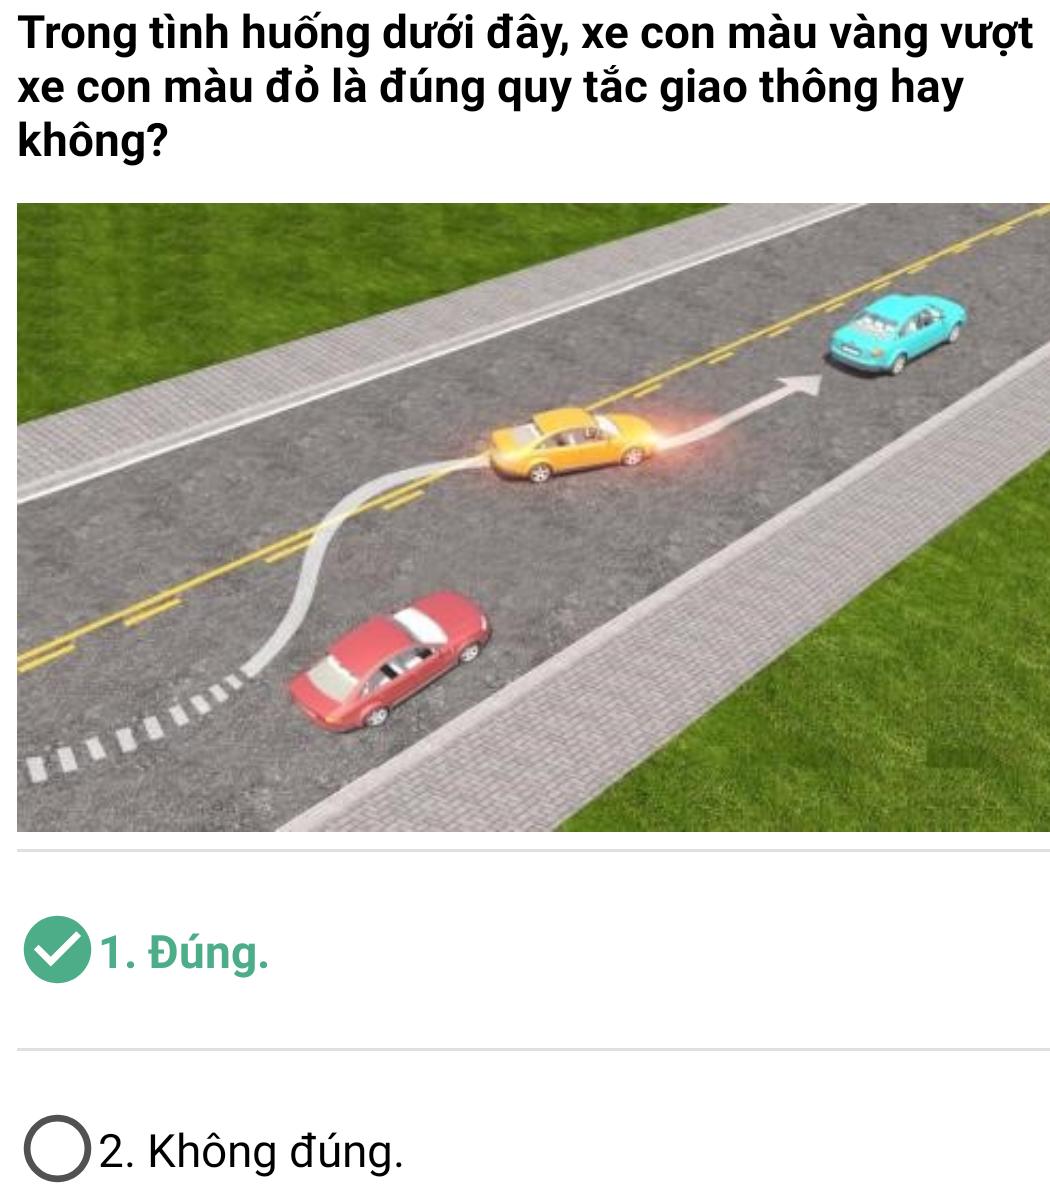 Trong tình huống dưới đây, xe con màu vàng vượt
xe con màu đỏ là đúng quy tắc giao thông hay
không?
1. Đúng.
2. Không đúng.